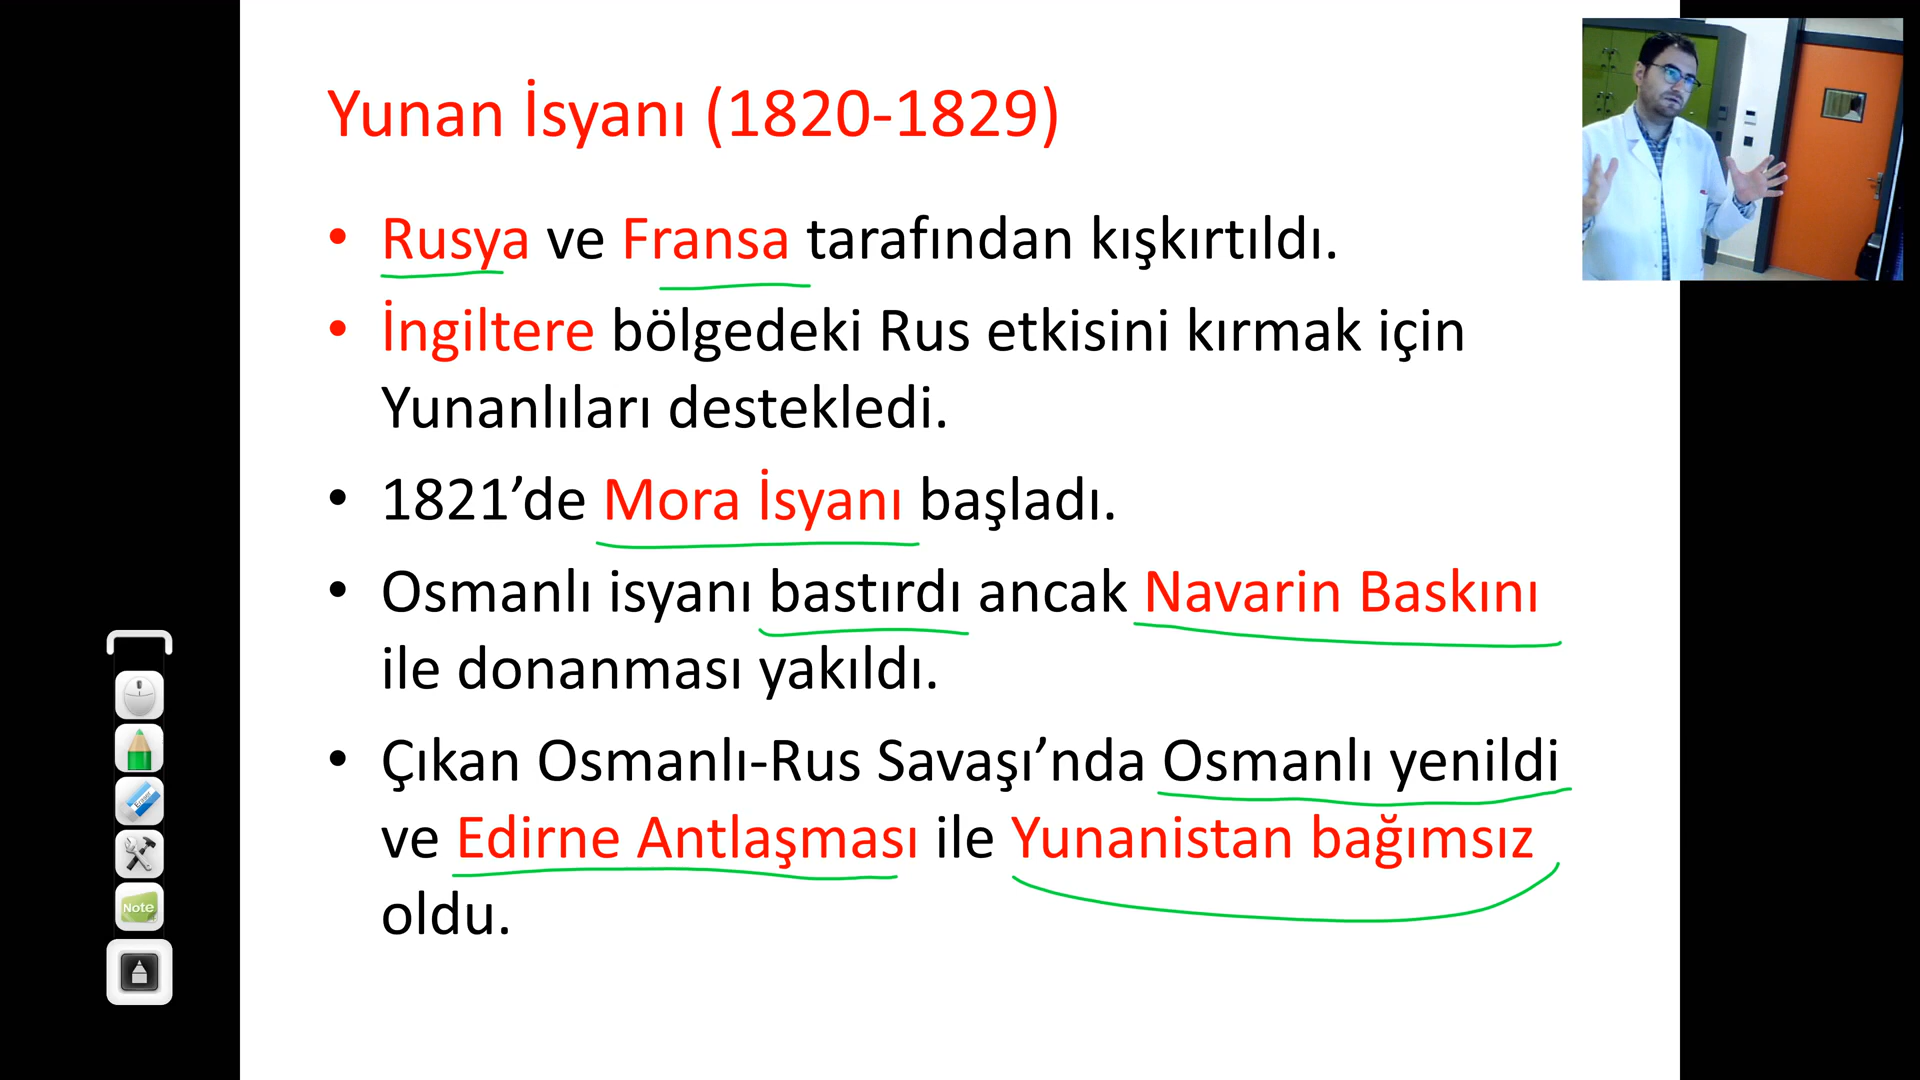 Yunan İsyanı (1820-1829)
• Rusya ve Fransa tarafından kışkırtıldı.
• İngiltere bölgedeki Rus etkisini kırmak için
Yunanlıları destekledi.
• 1821’de Mora İsyanı başladı.
• Osmanlı isyanı bastırdı ancak Navarin Baskını
ile donanması yakıldı.
• Çıkan Osmanlı-Rus Savaşı’nda Osmanlı yenildi
ve Edirne Antlaşması ile Yunanistan bağımsız
oldu.
Note